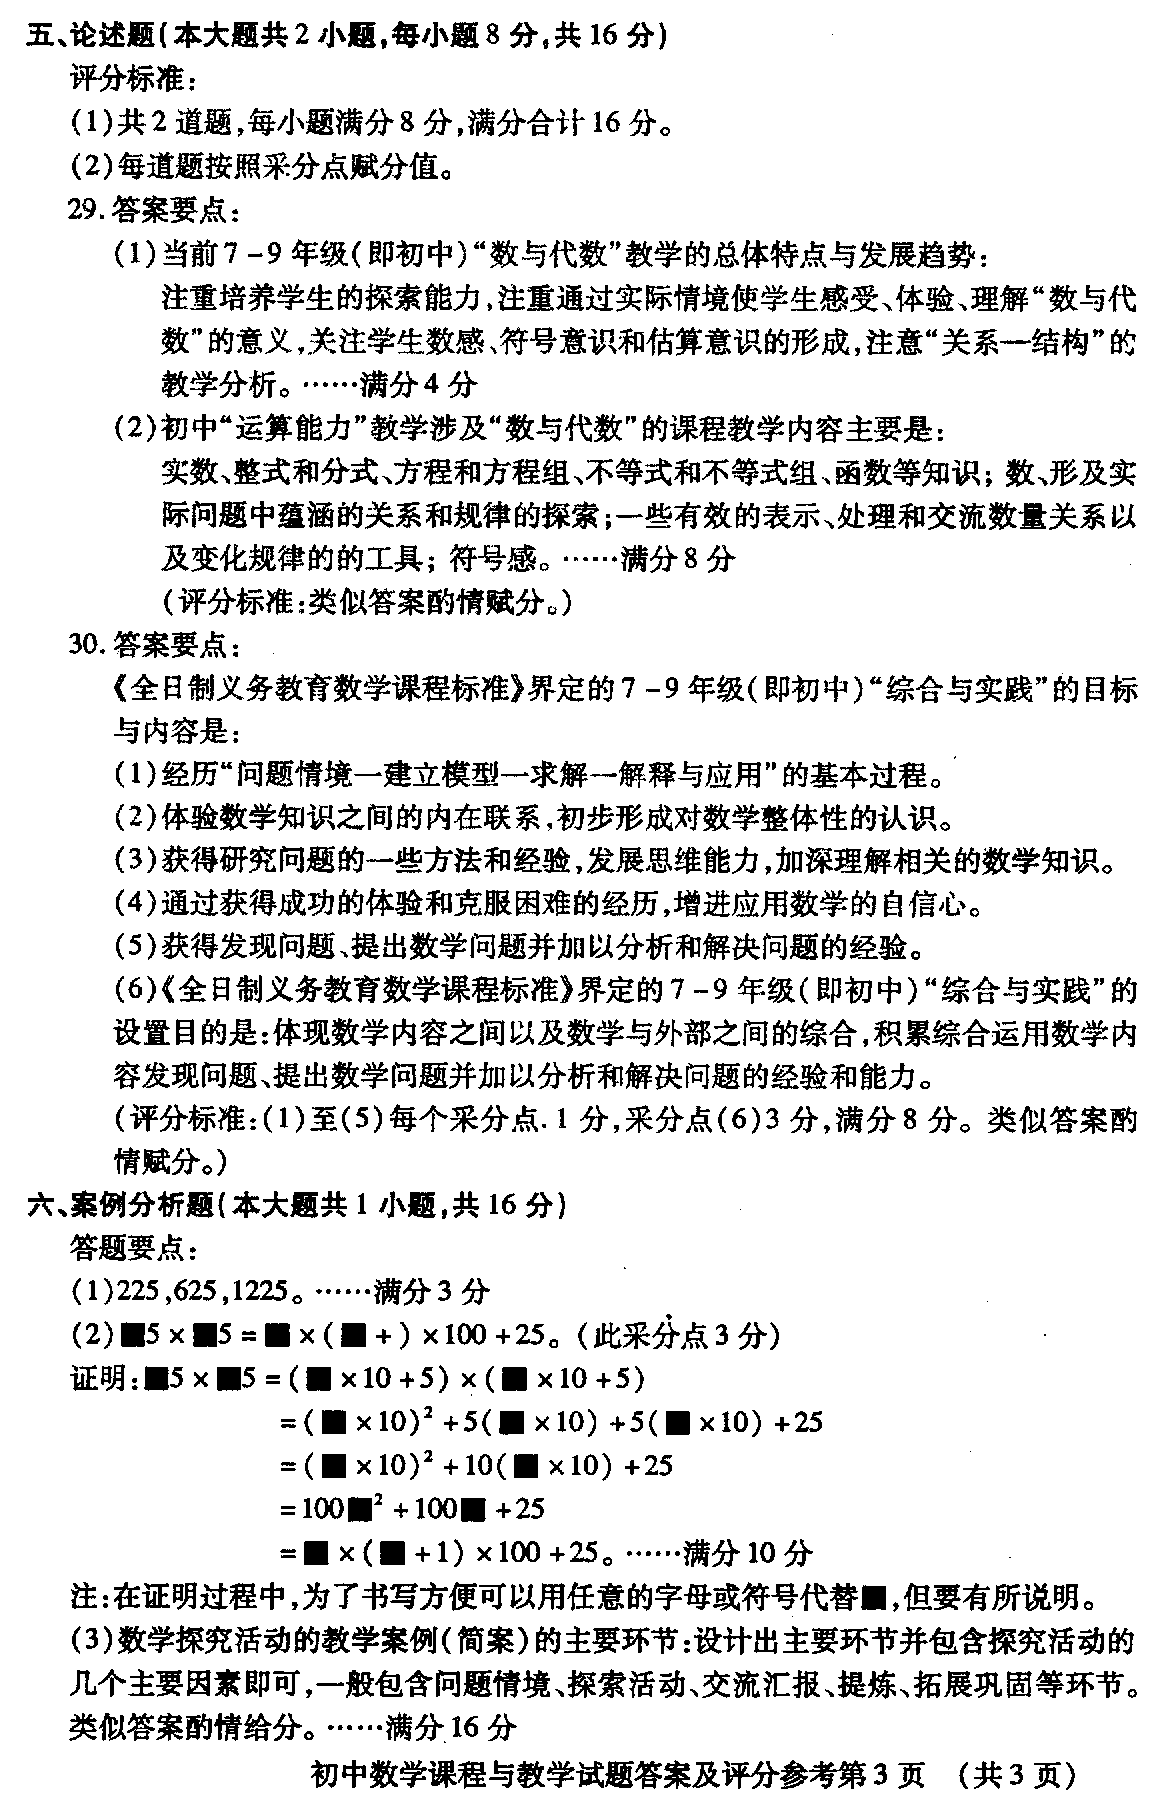 五、论述题(本大题共2小题,每小题8分,共16分)
评分标准:
(1)共2道题,每小题满分8分,满分合计16分。
(2)每道题按照采分点赋分值。
29.答案要点:
(1)当前7-9年级(即初中)“数与代数”教学的总体特点与发展趋势:
注重培养学生的探索能力,注重通过实际情境使学生感受、体验、理解“数与代
数”的意义,关注学生数感、符号意识和估算意识的形成,注意“关系—结构”的
教学分析。……满分4分
(2)初中“运算能力”教学涉及“数与代数”的课程教学内容主要是:
实数、整式和分式、方程和方程组、不等式和不等式组、函数等知识;数、形及实
际问题中蕴涵的关系和规律的探索;一些有效的表示、处理和交流数量关系以
及变化规律的的工具;符号感。……满分8分
(评分标准:类似答案酌情赋分。)
30.答案要点:
《全日制义务教育数学课程标准》界定的7-9年级(即初中)“综合与实践”的目标
与内容是:
(1)经历“问题情境—建立模型—求解—解释与应用”的基本过程。
(2)体验数学知识之间的内在联系,初步形成对数学整体性的认识。
(3)获得研究问题的一些方法和经验,发展思维能力,加深理解相关的数学知识。
(4)通过获得成功的体验和克服困难的经历,增进应用数学的自信心。
(5)获得发现问题、提出数学问题并加以分析和解决问题的经验。
(6)《全日制义务教育数学课程标准》界定的7-9年级(即初中)“综合与实践”的
设置目的是:体现数学内容之间以及数学与外部之间的综合,积累综合运用数学内
容发现问题、提出数学问题并加以分析和解决问题的经验和能力。
(评分标准:(1)至(5)每个采分点.1分,采分点(6)3分,满分8分。类似答案酌
情赋分。)
六、案例分析题(本大题共1小题,共16分)
答题要点:
(1)225,625,1225。……满分3分
(2)■5×■5=■×(■+)×100+25。(此采分点3分)
证明:■5×■5=(■×10+5)×(■×10+5)
=(■×10)²+5(■×10)+5(■×10)+25
=(■×10)²+10(■×10)+25
=100■²+100■+25
=■×(■+1)×100+25。……满分10分
注:在证明过程中,为了书写方便可以用任意的字母或符号代替■,但要有所说明。
(3)数学探究活动的教学案例(简案)的主要环节:设计出主要环节并包含探究活动的
几个主要因素即可,一般包含问题情境、探索活动、交流汇报、提炼、拓展巩固等环节。
类似答案酌情给分。……满分16分
初中数学课程与教学试题答案及评分参考第3页 (共3页)